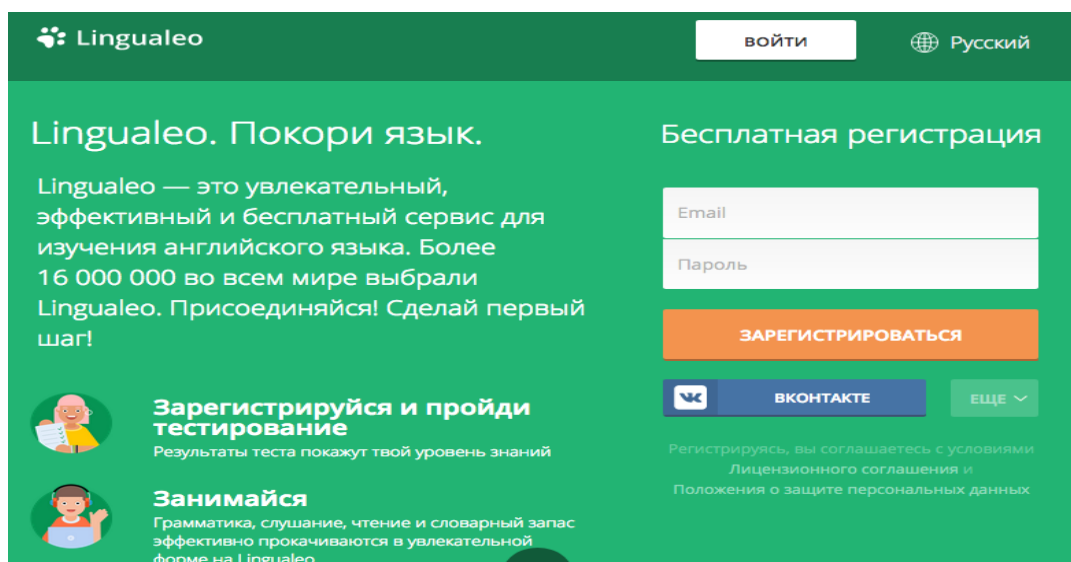 Lingualeo
ВОЙТИ
Русский
Lingualeo. Покори язык.
Lingualeo — это увлекательный,
эффективный и бесплатный сервис для
изучения английского языка. Более
16 000 000 во всем мире выбрали
Lingualeo. Присоединяйся! Сделай первый
шаг!
Зарегистрируйся и пройди
тестирование
Результаты теста покажут твой уровень знаний
Занимайся
Грамматика, слушание, чтение и словарный запас
эффективно прокачиваются в увлекательной
форме на Lingualeo
Бесплатная регистрация
Email
Пароль
ЗАРЕГИСТРИРОВАТЬСЯ
ВКОНТАКТЕ
ЕЩЕ
Регистрируясь, вы соглашаетесь с условиями
Лицензионного соглашения и
Положения о защите персональных данных